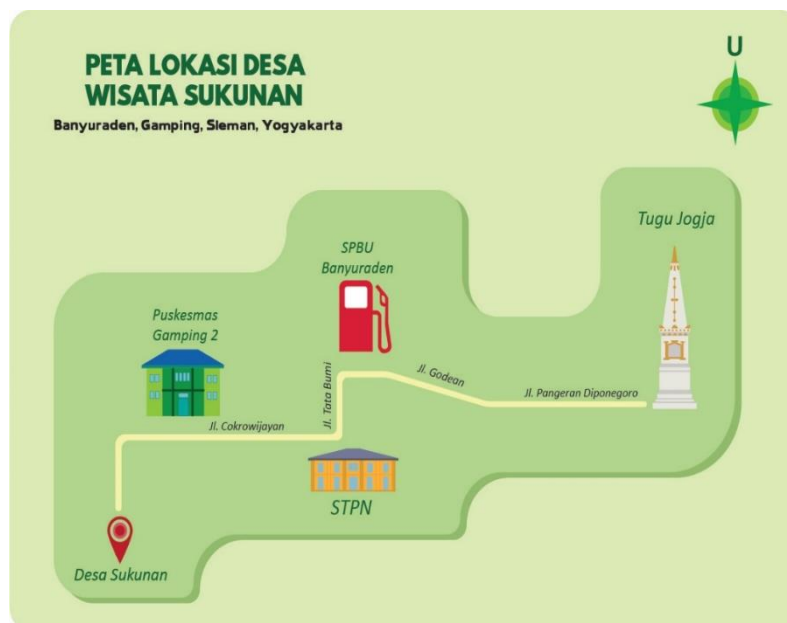 PETA LOKASI DESA
WISATA SUKUNAN
Banyuraden, Gamping, Sleman, Yogyakarta
U
Tugu Jogja
SPBU
Banyuraden
Puskesmas
Gamping 2
Jl. Godean
Jl. Pangeran Diponegoro
Jl. Tata Bumi
Jl. Cokrowijayan
STPN
Desa Sukunan